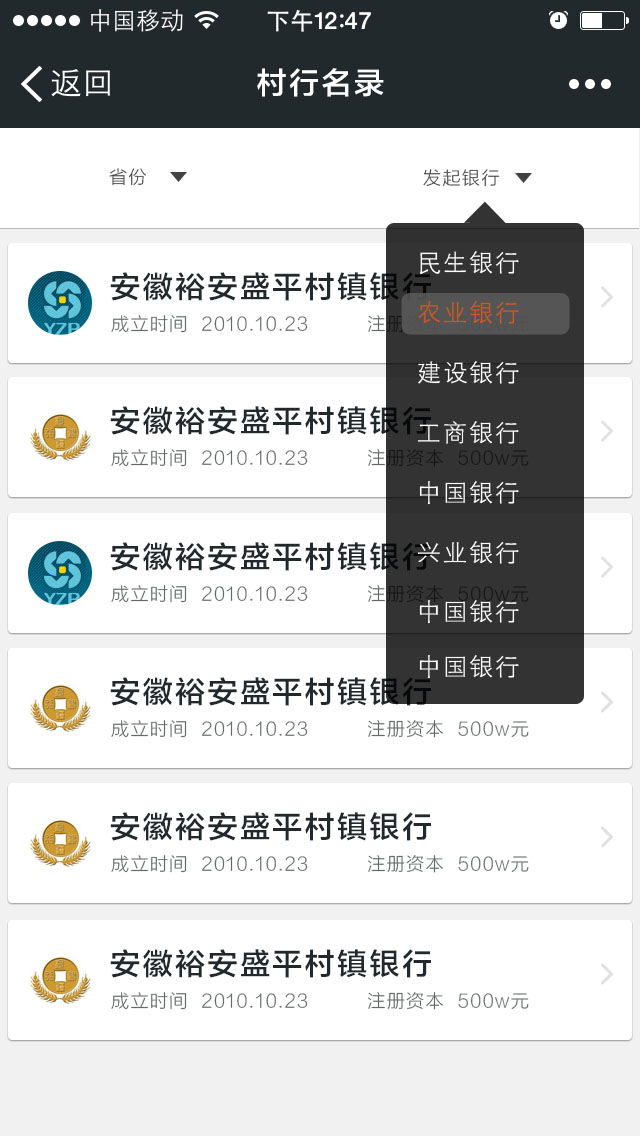 中国移动 下午12:47
返回 村行名录
省份 发起银行
民生银行
农业银行
建设银行
工商银行
中国银行
兴业银行
中国银行
中国银行
安徽裕安盛平村镇银行
成立时间 2010.10.23 注册
YZB
安徽裕安盛平村镇银行
成立时间 2010.10.23 注册资本 500w元
安徽裕安盛平村镇银行
成立时间 2010.10.23 注册资本 500w元
YZB
安徽裕安盛平村镇银行
成立时间 2010.10.23 注册资本 500w元
安徽裕安盛平村镇银行
成立时间 2010.10.23 注册资本 500w元
安徽裕安盛平村镇银行
成立时间 2010.10.23 注册资本 500w元